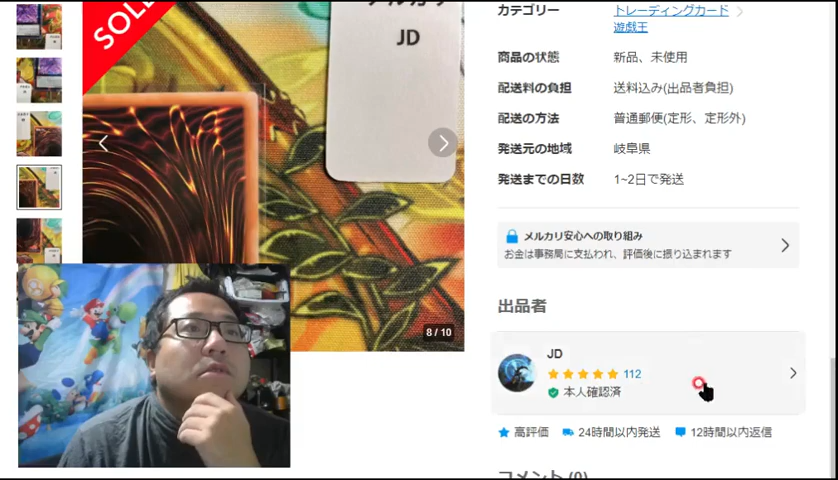 SOLD
JD
8 / 10
カテゴリー
トレーディングカード
遊戯王
商品の状態
新品、未使用
配送料の負担
送料込み(出品者負担)
配送の方法
普通郵便(定形、定形外)
発送元の地域
岐阜県
発送までの日数
1~2日で発送
メルカリ安心への取り組み
お金は事務局に支払われ、評価後に振り込まれます
出品者
JD
112
本人確認済
高評価
24時間以内発送
12時間以内返信
コメント (0)